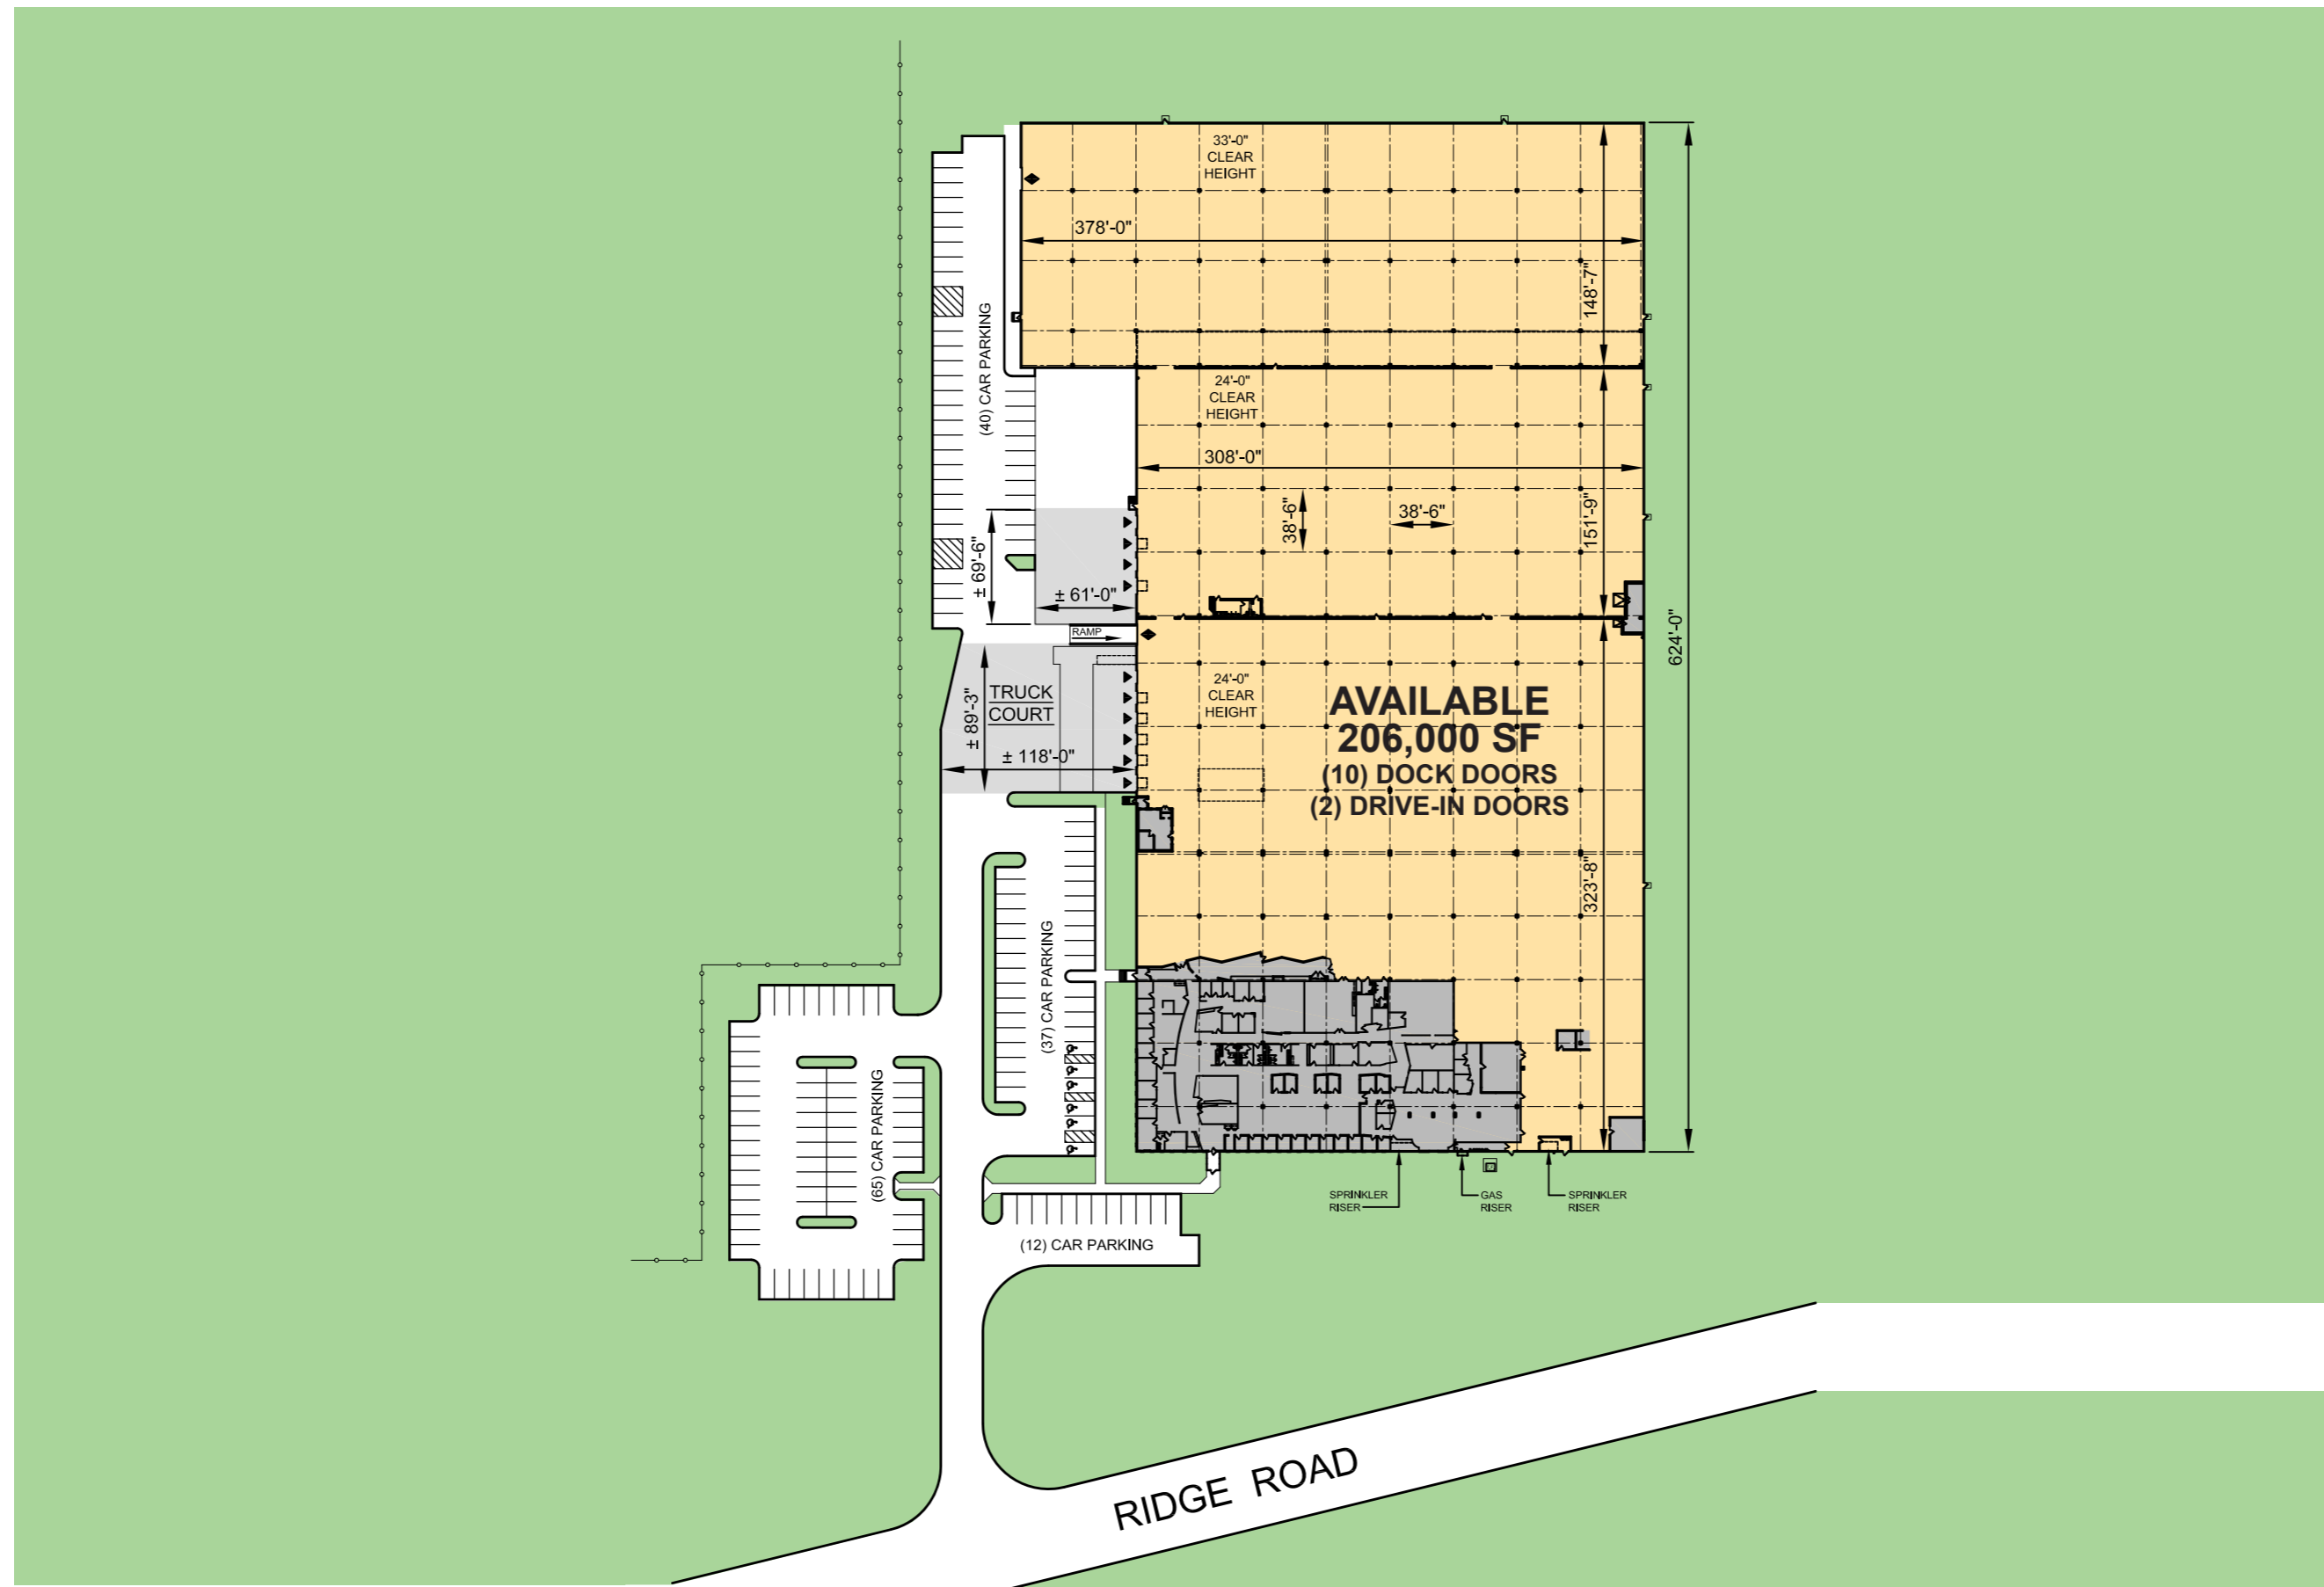 33'-0"
CLEAR
HEIGHT
378'-0"
148'-7"
(40) CAR PARKING
24'-0"
CLEAR
HEIGHT
308'-0"
38'-6"
38'-6"
151'-9"
± 69'-6"
± 61'-0"
RAMP
624'-0"
± 89'-3"
TRUCK
COURT
± 118'-0"
24'-0"
CLEAR
HEIGHT
AVAILABLE
206,000 SF
(10) DOCK DOORS
(2) DRIVE-IN DOORS
323'-8"
(37) CAR PARKING
(65) CAR PARKING
SPRINKLER
RISER
GAS
RISER
SPRINKLER
RISER
(12) CAR PARKING
RIDGE ROAD